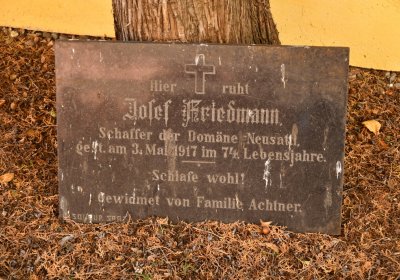 Hier ruht
Josef Friedmann,
Schaffer der Domäne Neusattl,
gest. am 3. Mai 1917 im 74. Lebensjahre.
Schlafe wohl!
Gewidmet von Familie Achtner.